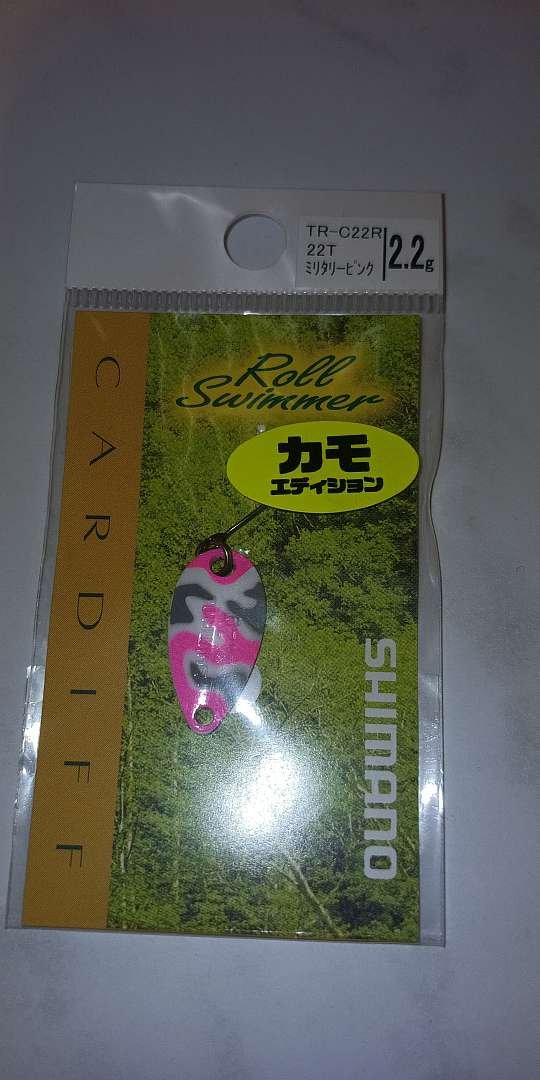 TR-C22R
22T
ミリタリーピンク
2.2g
Roll
Swimmer
カモ
エディション
CARDIFF
SHIMANO